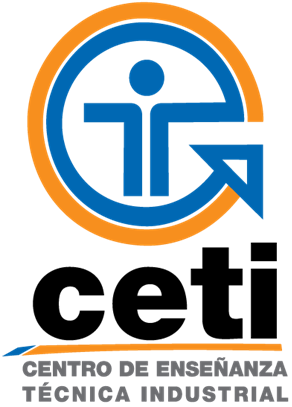 ceti
CENTRO DE ENSEÑANZA
TÉCNICA INDUSTRIAL